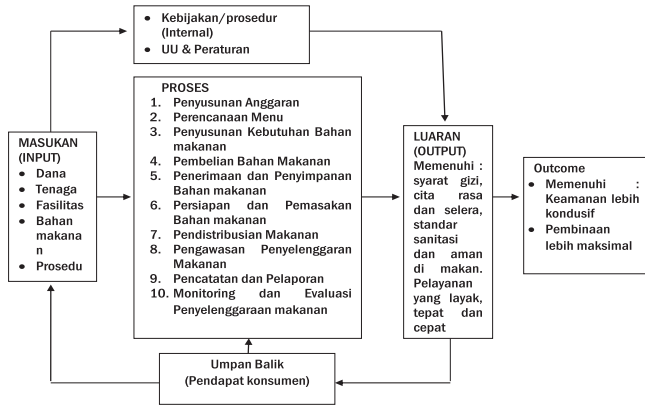 ● Kebijakan/prosedur
(Internal)
● UU & Peraturan
MASUKAN
(INPUT)
● Dana
● Tenaga
● Fasilitas
● Bahan
makana
n
● Prosedu
PROSES
1. Penyusunan Anggaran
2. Perencanaan Menu
3. Penyusunan Kebutuhan Bahan
makanan
4. Pembelian Bahan Makanan
5. Penerimaan dan Penyimpanan
Bahan makanan
6. Persiapan dan Pemasakan
Bahan makanan
7. Pendistribusian Makanan
8. Pengawasan Penyelenggaran
Makanan
9. Pencatatan dan Pelaporan
10. Monitoring dan Evaluasi
Penyelenggaraan makanan
LUARAN
(OUTPUT)
Memenuhi :
syarat gizi,
cita rasa
dan selera,
standar
sanitasi
dan aman
di makan.
Pelayanan
yang layak,
tepat dan
cepat
Outcome
● Memenuhi :
Keamanan lebih
kondusif
● Pembinaan
lebih maksimal
Umpan Balik
(Pendapat konsumen)